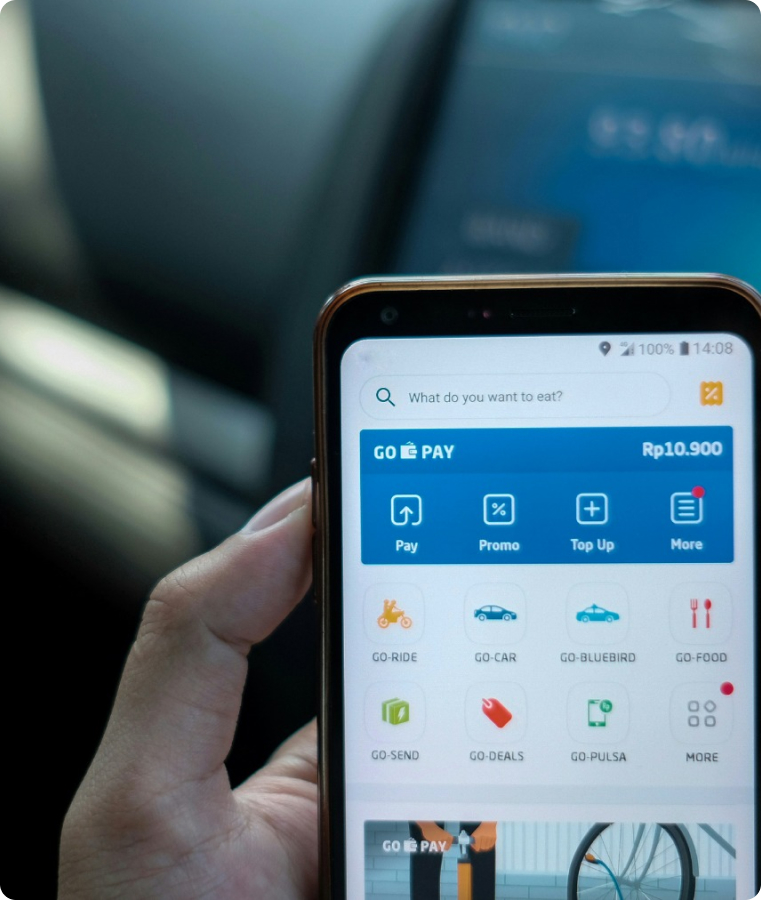 100% 14:08
What do you want to eat?
GO PAY Rp10.900
Pay Promo Top Up More
GO-RIDE GO-CAR GO-BLUEBIRD GO-FOOD
GO-SEND GO-DEALS GO-PULSA MORE
GO PAY